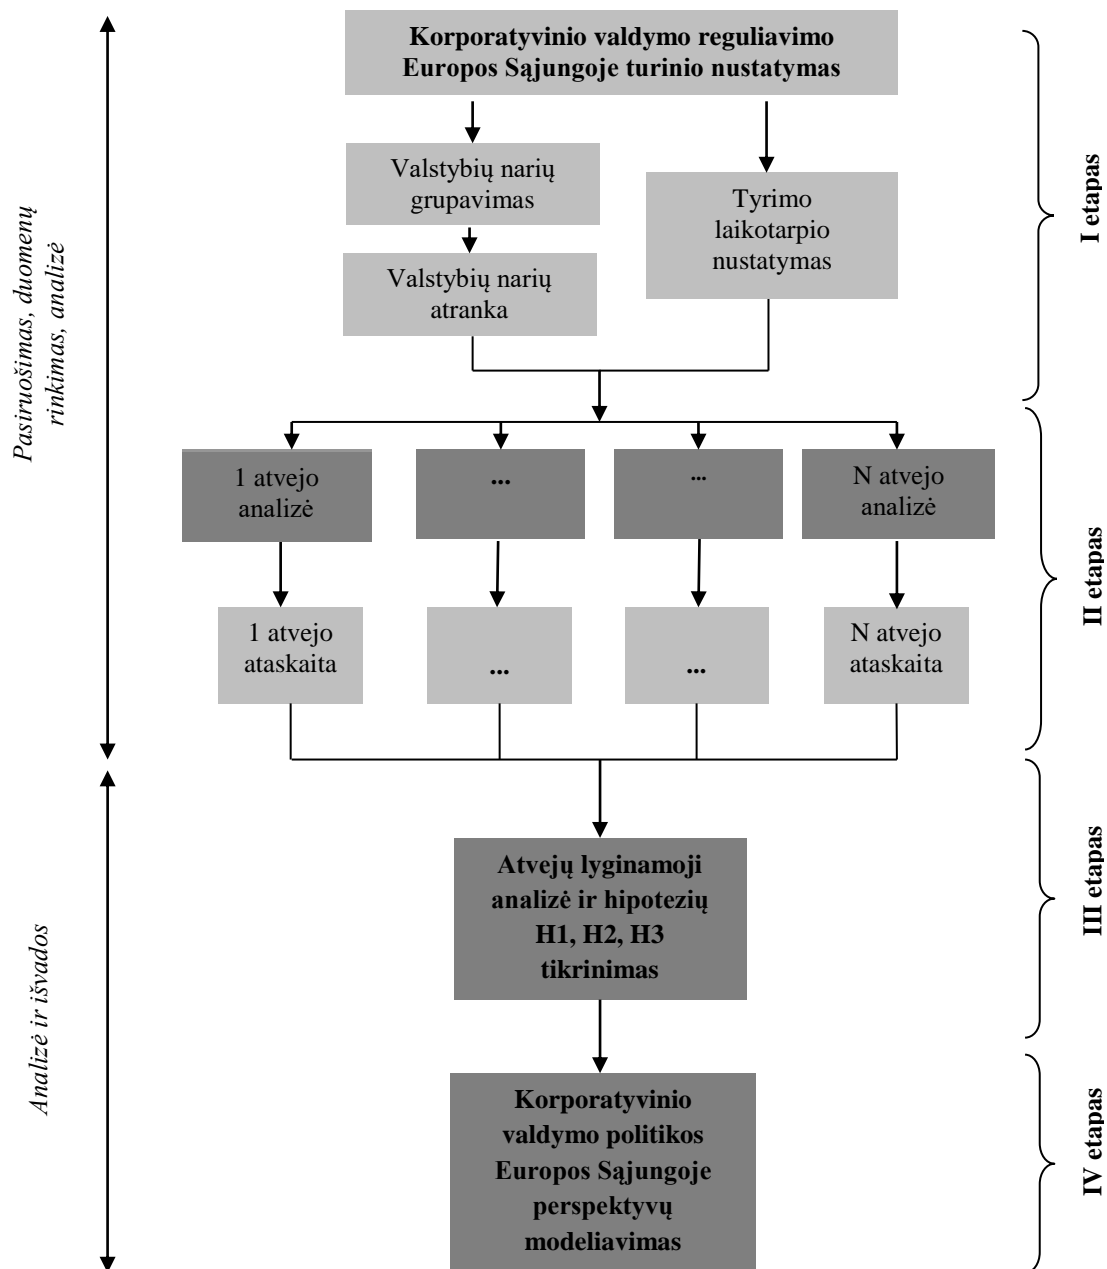 Korporatyvinio valdymo reguliavimo
Europos Sąjungoje turinio nustatymas
Valstybių narių
grupavimas
Tyrimo
laikotarpio
nustatymas
Valstybių narių
atranka
I etapas
Pasiruošimas, duomenų
rinkimas, analizė
1 atvejo
analizė
...
...
N atvejo
analizė
1 atvejo
ataskaita
...
...
N atvejo
ataskaita
II etapas
Atvejų lyginamoji
analizė ir hipotezių
H1, H2, H3
tikrinimas
III etapas
Analizė ir išvados
Korporatyvinio
valdymo politikos
Europos Sąjungoje
perspektyvų
modeliavimas
IV etapas